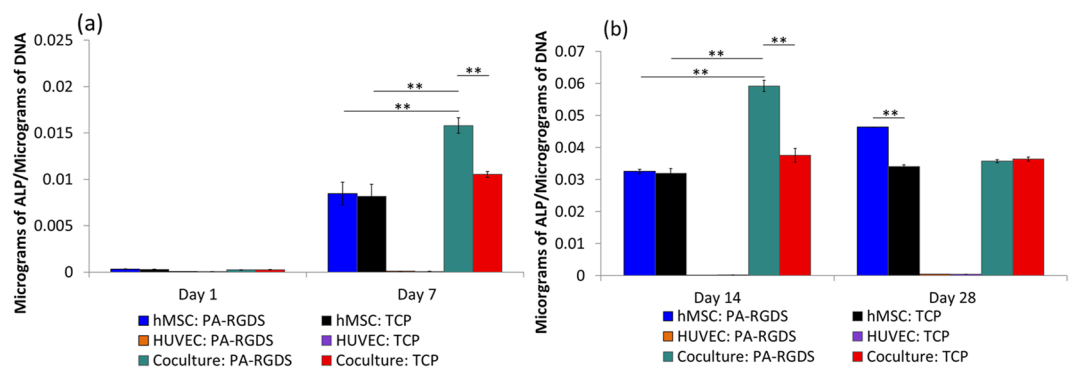 (a)
Micrograms of ALP/Micrograms of DNA
0.025
0.02
0.015
0.01
0.005
0
**
**
**
Day 1
Day 7
hMSC: PA-RGDS
hMSC: TCP
HUVEC: PA-RGDS
HUVEC: TCP
Coculture: PA-RGDS
Coculture: TCP
(b)
Micorgrams of ALP/Microgrograms of DNA
0.07
0.06
0.05
0.04
0.03
0.02
0.01
0
**
**
**
**
Day 14
Day 28
hMSC: PA-RGDS
hMSC: TCP
HUVEC: PA-RGDS
HUVEC: TCP
Coculture: PA-RGDS
Coculture: TCP